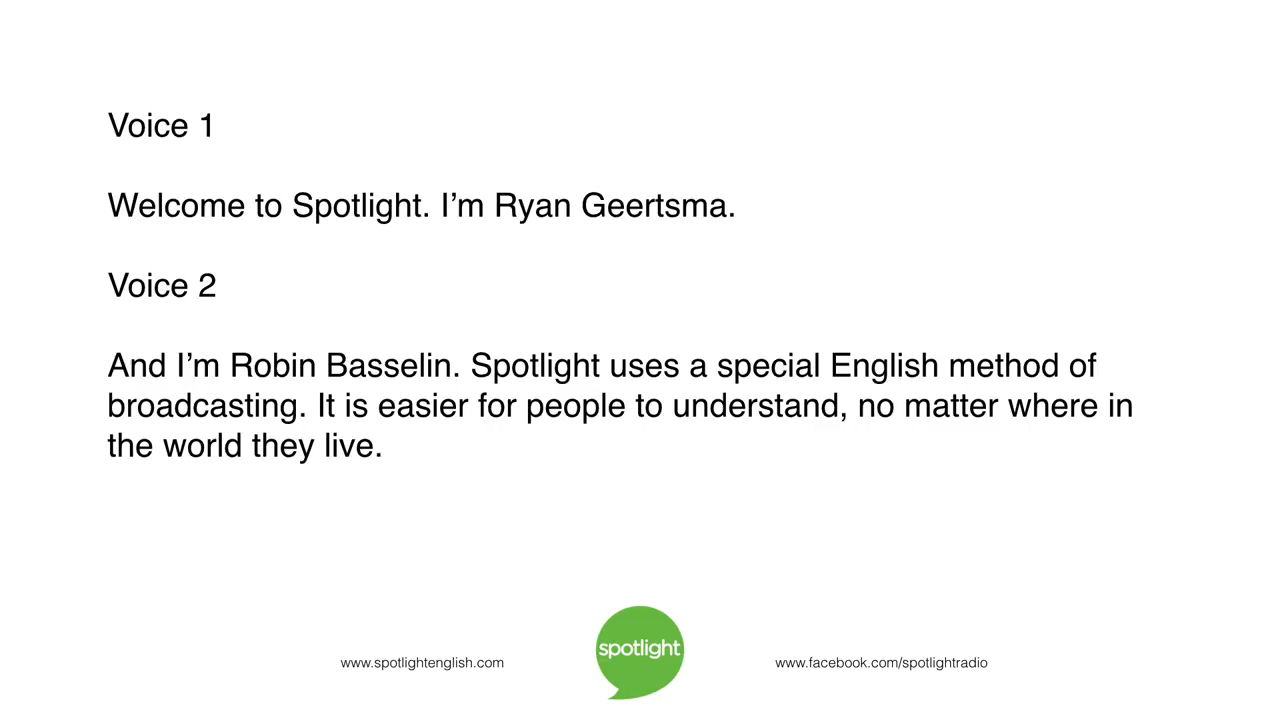 Voice 1
Welcome to Spotlight. I’m Ryan Geertsma.
Voice 2
And I’m Robin Basselin. Spotlight uses a special English method of
broadcasting. It is easier for people to understand, no matter where in
the world they live.
www.spotlightenglish.com
spotlight
www.facebook.com/spotlightradio